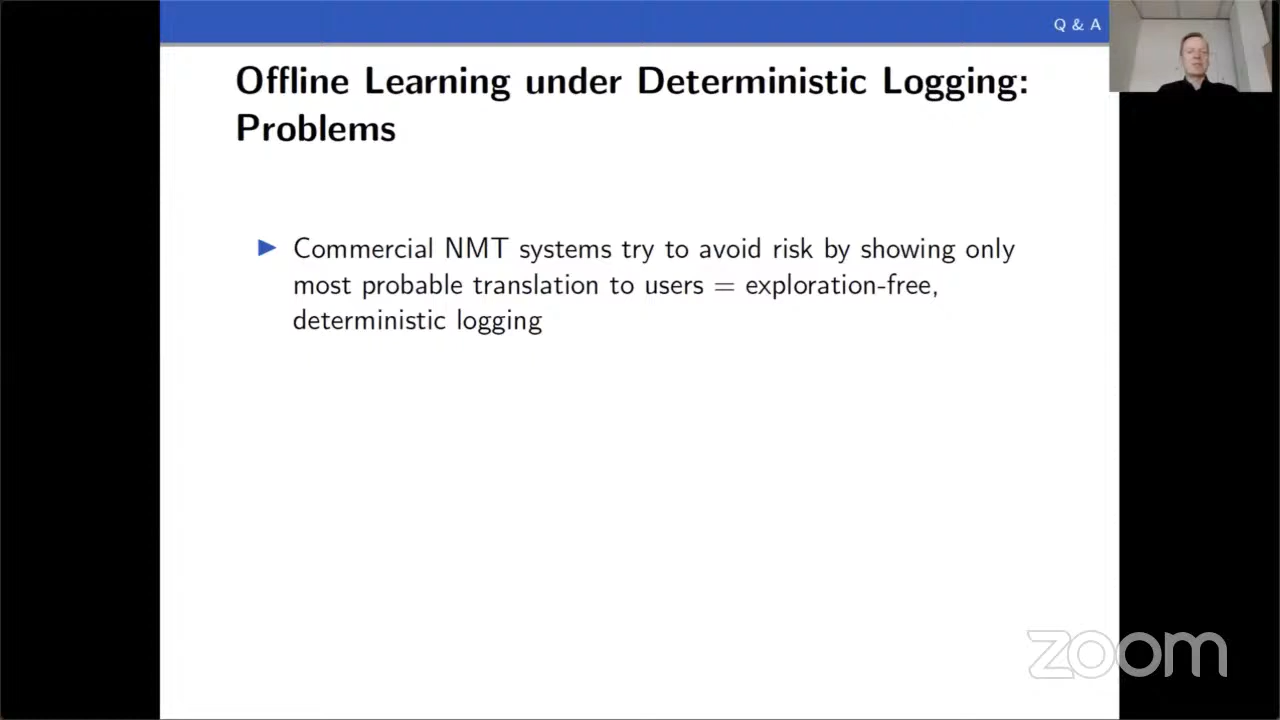 Q & A
Offline Learning under Deterministic Logging:
Problems
Commercial NMT systems try to avoid risk by showing only
most probable translation to users = exploration-free,
deterministic logging
zoom